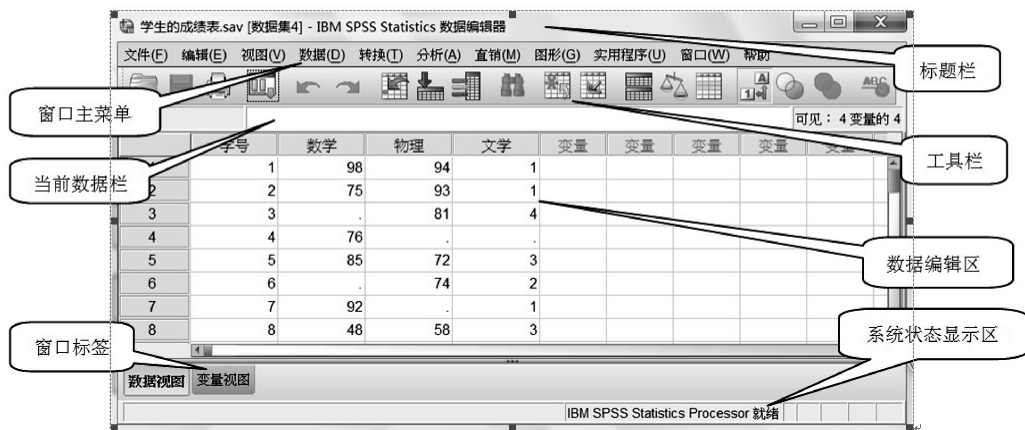 学生的成绩表.sav [数据集4] - IBM SPSS Statistics 数据编辑器
文件(F) 编辑(E) 视图(V) 数据(D) 转换(T) 分析(A) 直销(M) 图形(G) 实用程序(U) 窗口(W) 帮助
标题栏
窗口主菜单
可见： 4 变量的 4
学号 数学 物理 文学 变量 变量 变量 变量 变量
工具栏
当前数据栏
1 98 94 1
2 2 75 93 1
3 3 . 81 4
4 4 76 . .
5 5 85 72 3
6 6 . 74 2
7 7 92 . 1
8 8 48 58 3
数据编辑区
系统状态显示区
窗口标签
数据视图 变量视图
IBM SPSS Statistics Processor 就绪